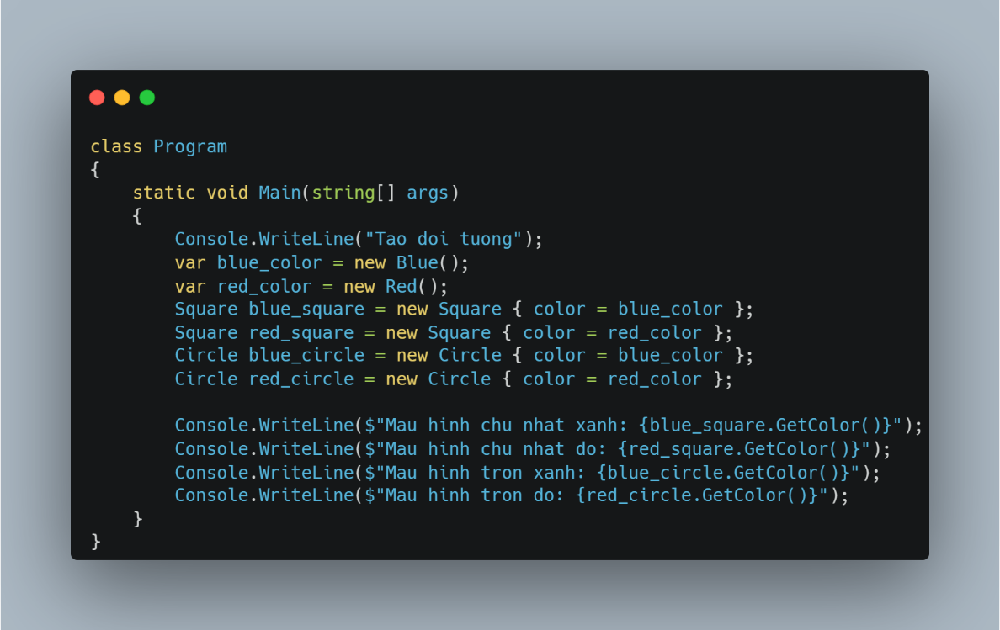 class Program
{
    static void Main(string[] args)
    {
        Console.WriteLine("Tao doi tuong");
        var blue_color = new Blue();
        var red_color = new Red();
        Square blue_square = new Square { color = blue_color };
        Square red_square = new Square { color = red_color };
        Circle blue_circle = new Circle { color = blue_color };
        Circle red_circle = new Circle { color = red_color };

        Console.WriteLine($"Mau hinh chu nhat xanh: {blue_square.GetColor()}");
        Console.WriteLine($"Mau hinh chu nhat do: {red_square.GetColor()}");
        Console.WriteLine($"Mau hinh tron xanh: {blue_circle.GetColor()}");
        Console.WriteLine($"Mau hinh tron do: {red_circle.GetColor()}");
    }
}